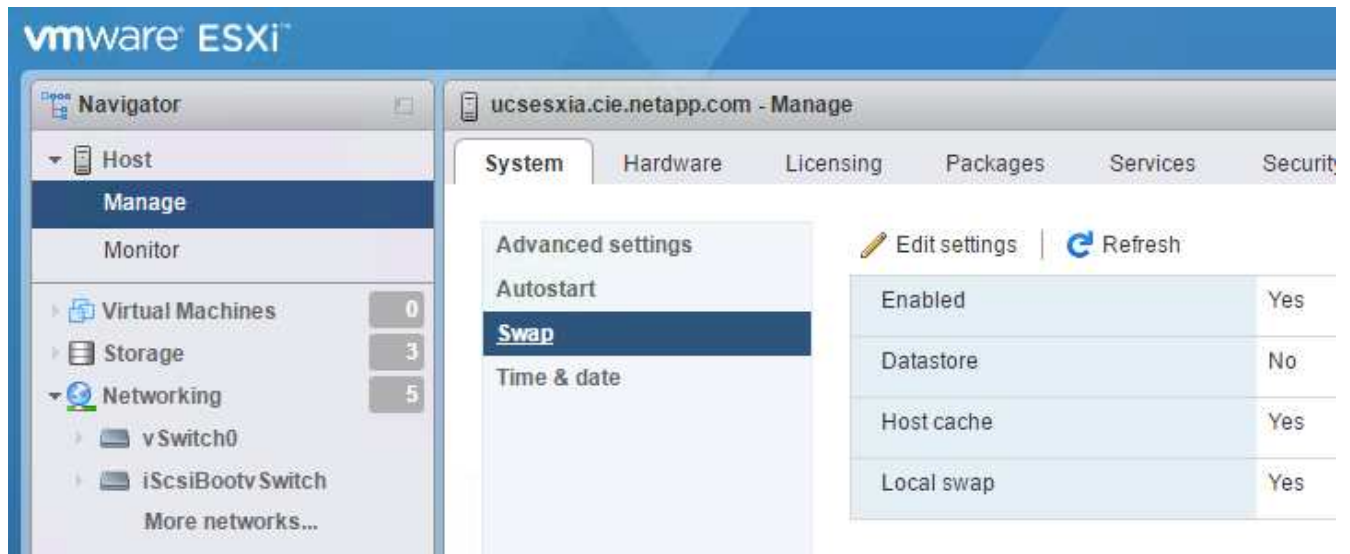 vmware ESXi™
Navigator
Host
Manage
Monitor
Virtual Machines 0
Storage 3
Networking 5
vSwitch0
iScsiBootvSwitch
More networks...
ucsesxia.cie.netapp.com - Manage
System Hardware Licensing Packages Services Security
Advanced settings
Autostart
Swap
Time & date
Edit settings | Refresh
Enabled Yes
Datastore No
Host cache Yes
Local swap Yes